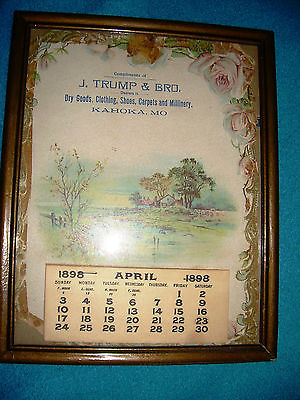 Compliments of
J. TRUMP & BRO.
Dealers in
Dry Goods, Clothing, Shoes, Carpets and Millinery.
KAHOKA, MO
1898 APRIL 1898
SUNDAY MONDAY TUESDAY WEDNESDAY THURSDAY FRIDAY SATURDAY
1 2
3 4 5 6 7 8 9
10 11 12 13 14 15 16
17 18 19 20 21 22 23
24 25 26 27 28 29 30